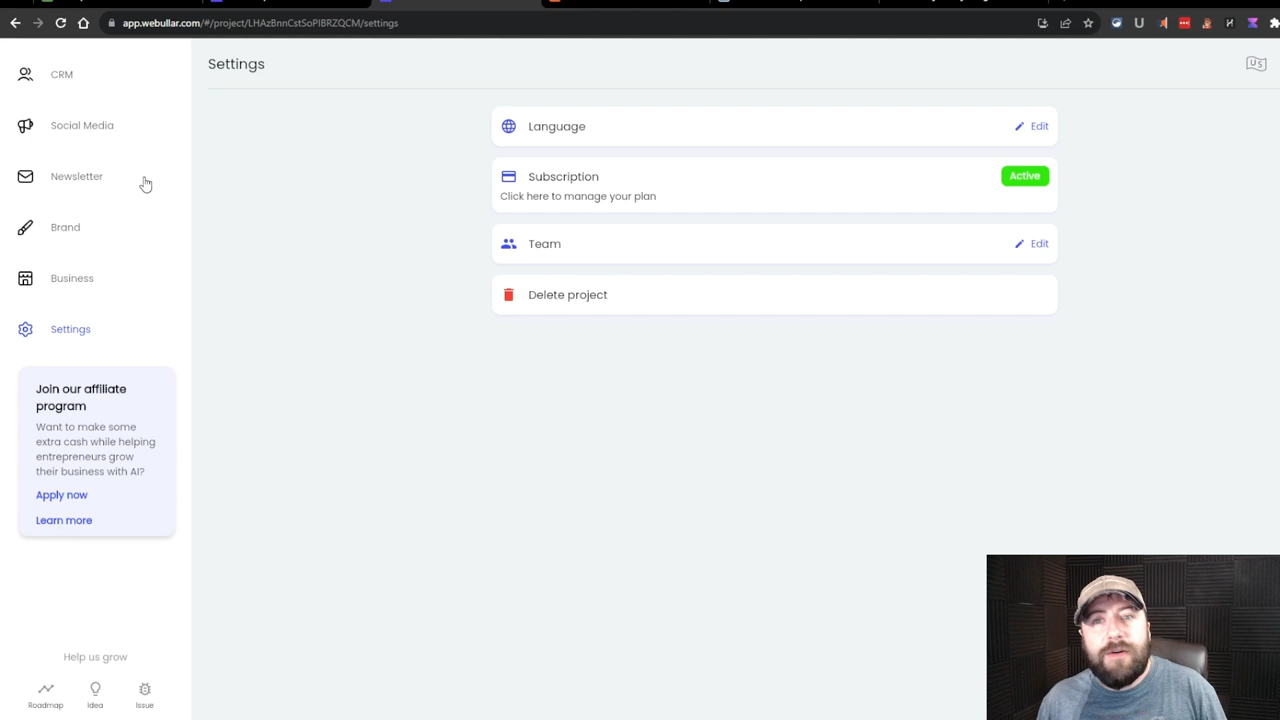 app.webullar.com/#/project/LHAzBnnCstSoPIBRZQCM/settings
CRM
Social Media
Newsletter
Brand
Business
Settings
Join our affiliate
program
Want to make some
extra cash while helping
entrepreneurs grow
their business with AI?
Apply now
Learn more
Help us grow
Roadmap
Idea
Issue
Settings
US
Language
Edit
Subscription
Active
Click here to manage your plan
Team
Edit
Delete project